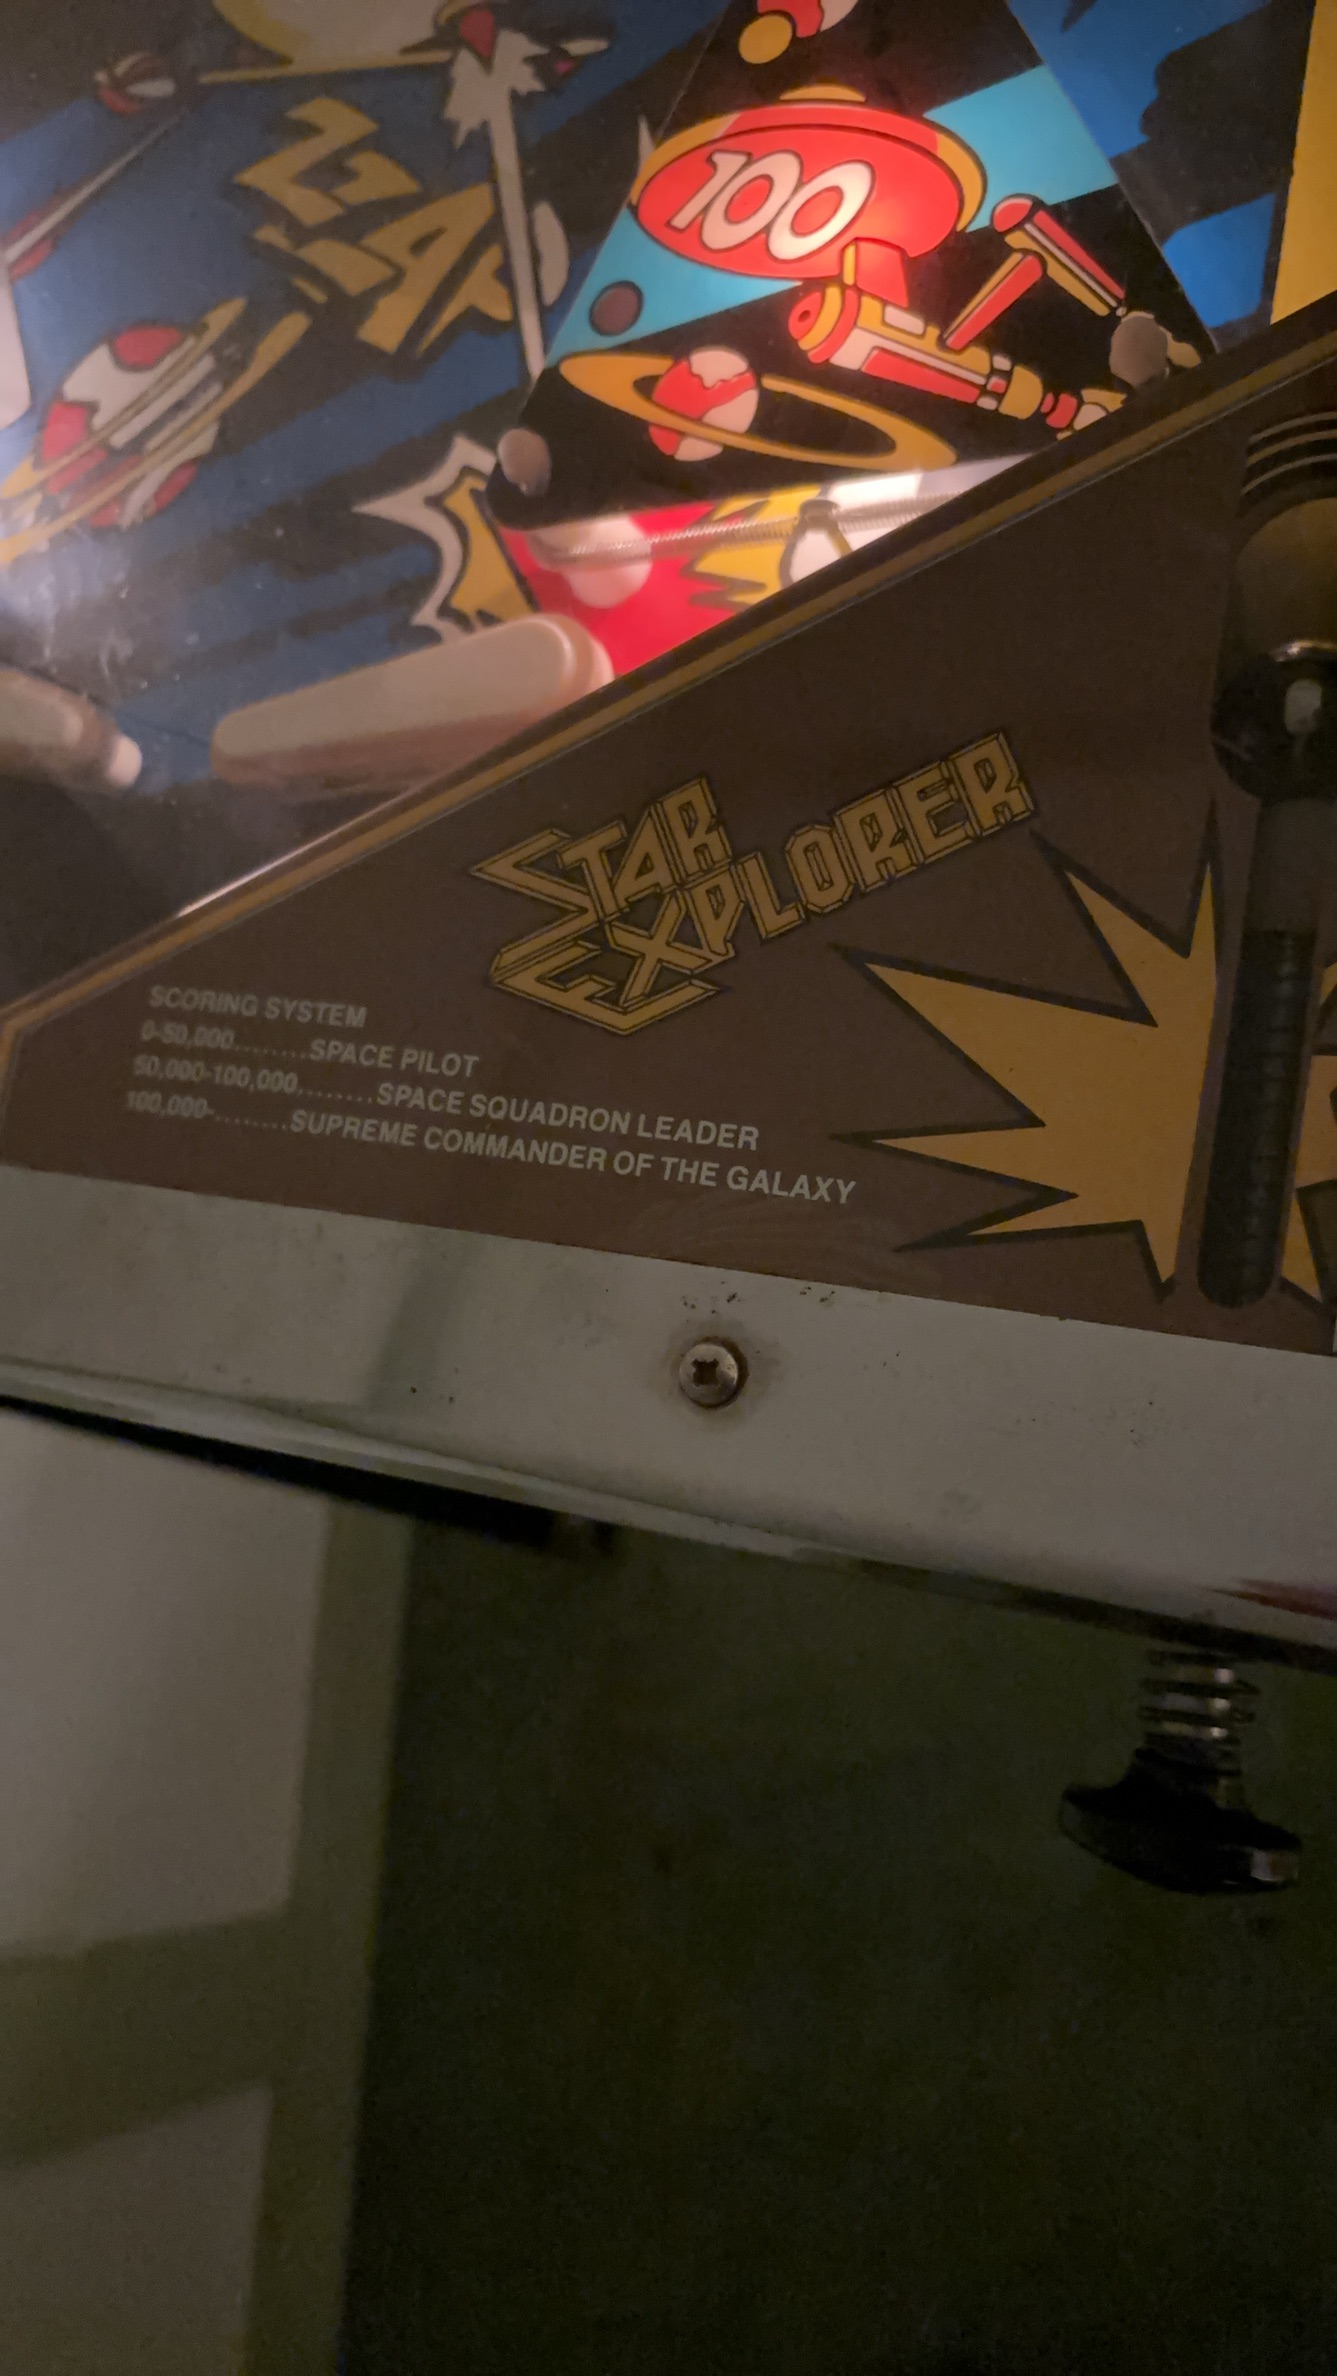 ZAP
100
STAR
EXPLORER
SCORING SYSTEM
0-50,000........SPACE PILOT
50,000-100,000........SPACE SQUADRON LEADER
100,000-........SUPREME COMMANDER OF THE GALAXY